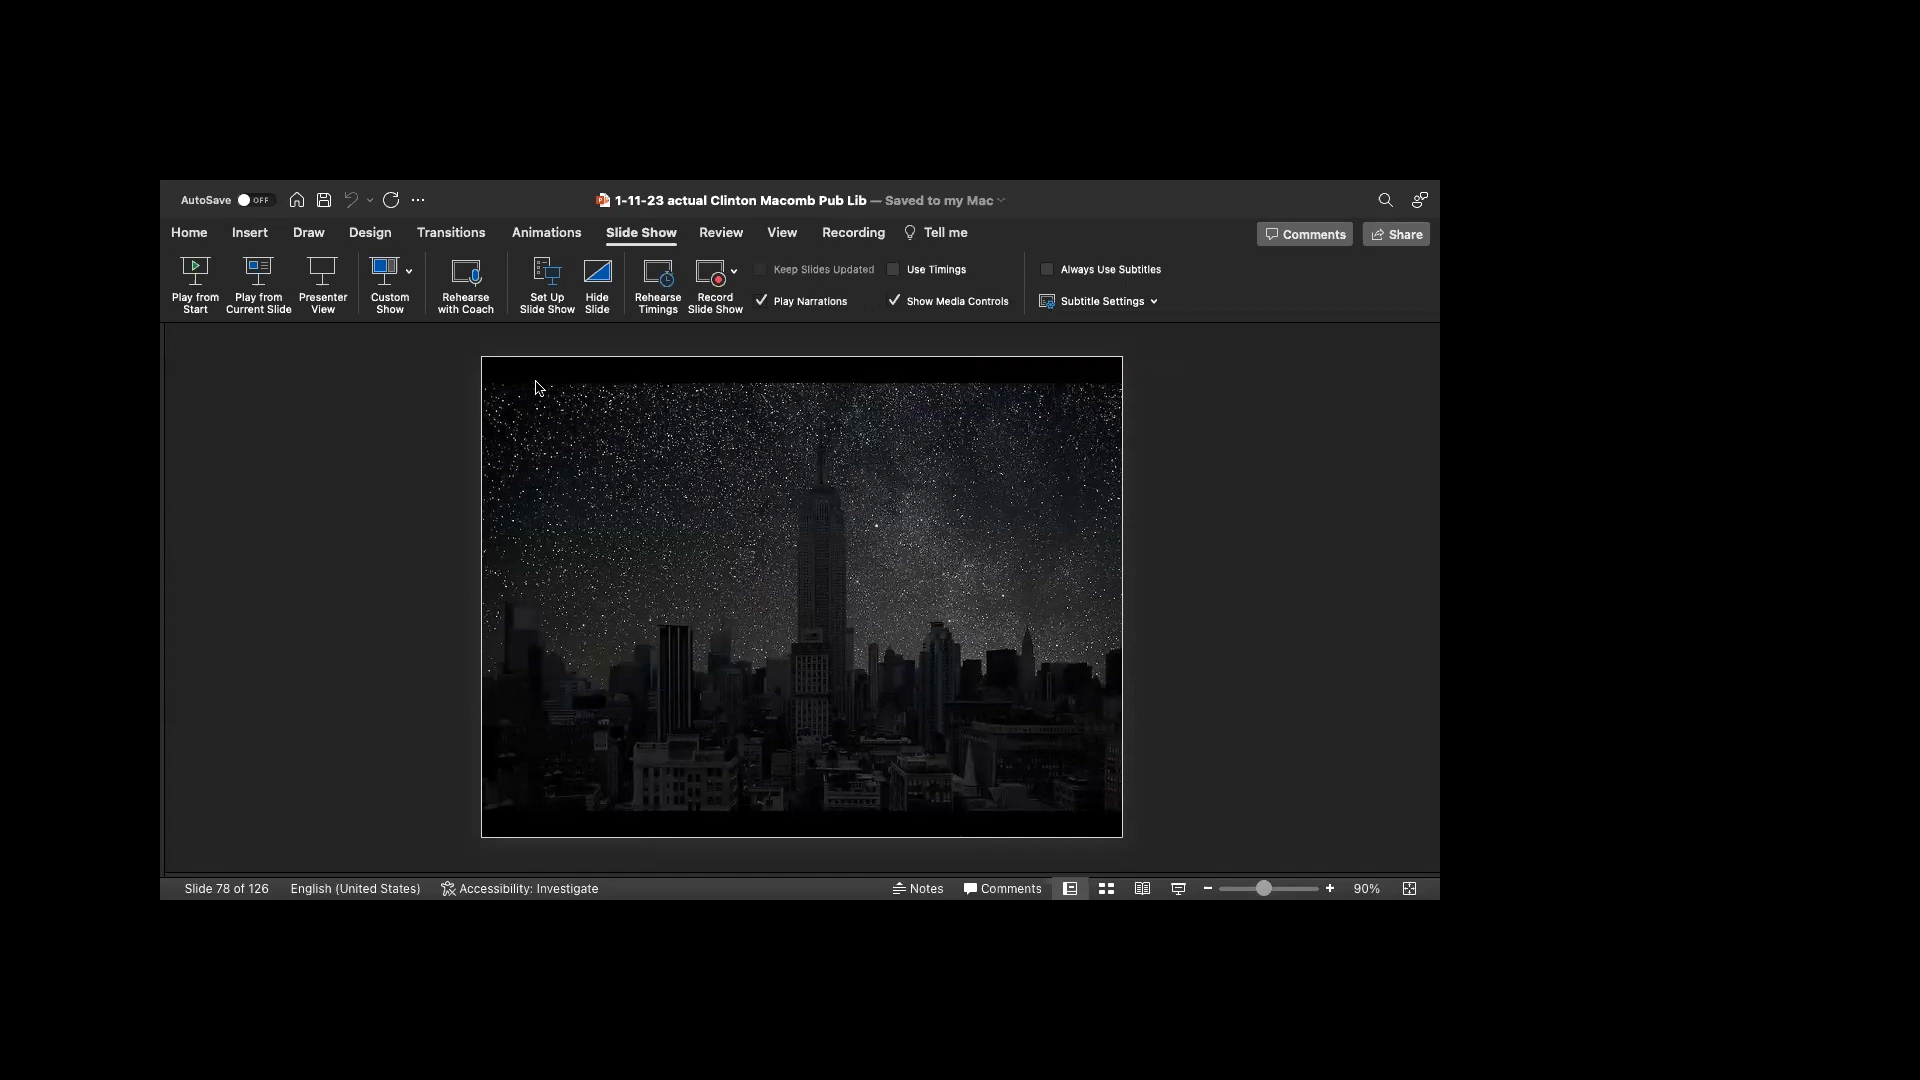 AutoSave OFF
1-11-23 actual Clinton Macomb Pub Lib — Saved to my Mac
Home Insert Draw Design Transitions Animations Slide Show Review View Recording Tell me Comments Share
Play from Start
Play from Current Slide
Presenter View
Custom Show
Rehearse with Coach
Set Up Slide Show
Hide Slide
Rehearse Timings
Record Slide Show
Keep Slides Updated Use Timings Always Use Subtitles
Play Narrations Show Media Controls Subtitle Settings
Slide 78 of 126 English (United States) Accessibility: Investigate Notes Comments 90%